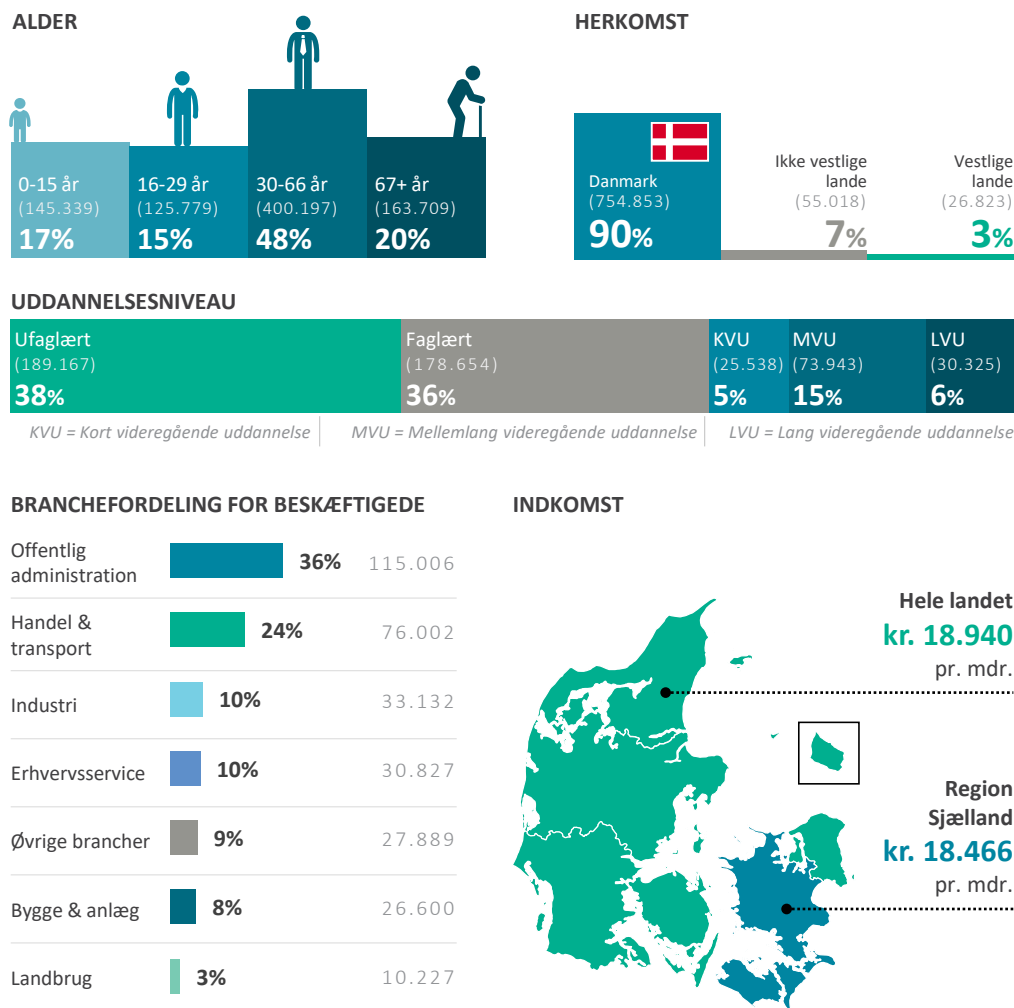 ALDER
0-15 år
(145.339)
17%
16-29 år
(125.779)
15%
30-66 år
(400.197)
48%
67+ år
(163.709)
20%
HERKOMST
Danmark
(754.853)
90%
Ikke vestlige
lande
(55.018)
7%
Vestlige
lande
(26.823)
3%
UDDANNELSESNIVEAU
Ufaglært
(189.167)
38%
Faglært
(178.654)
36%
KVU
(25.538)
5%
MVU
(73.943)
15%
LVU
(30.325)
6%
KVU = Kort videregående uddannelse
MVU = Mellemlang videregående uddannelse
LVU = Lang videregående uddannelse
BRANCHEFORDELING FOR BESKÆFTIGEDE
Offentlig
administration
36% 115.006
Handel &
transport
24% 76.002
Industri 10% 33.132
Erhvervsservice 10% 30.827
Øvrige brancher 9% 27.889
Bygge & anlæg 8% 26.600
Landbrug 3% 10.227
INDKOMST
Hele landet
kr. 18.940
pr. mdr.
Region
Sjælland
kr. 18.466
pr. mdr.